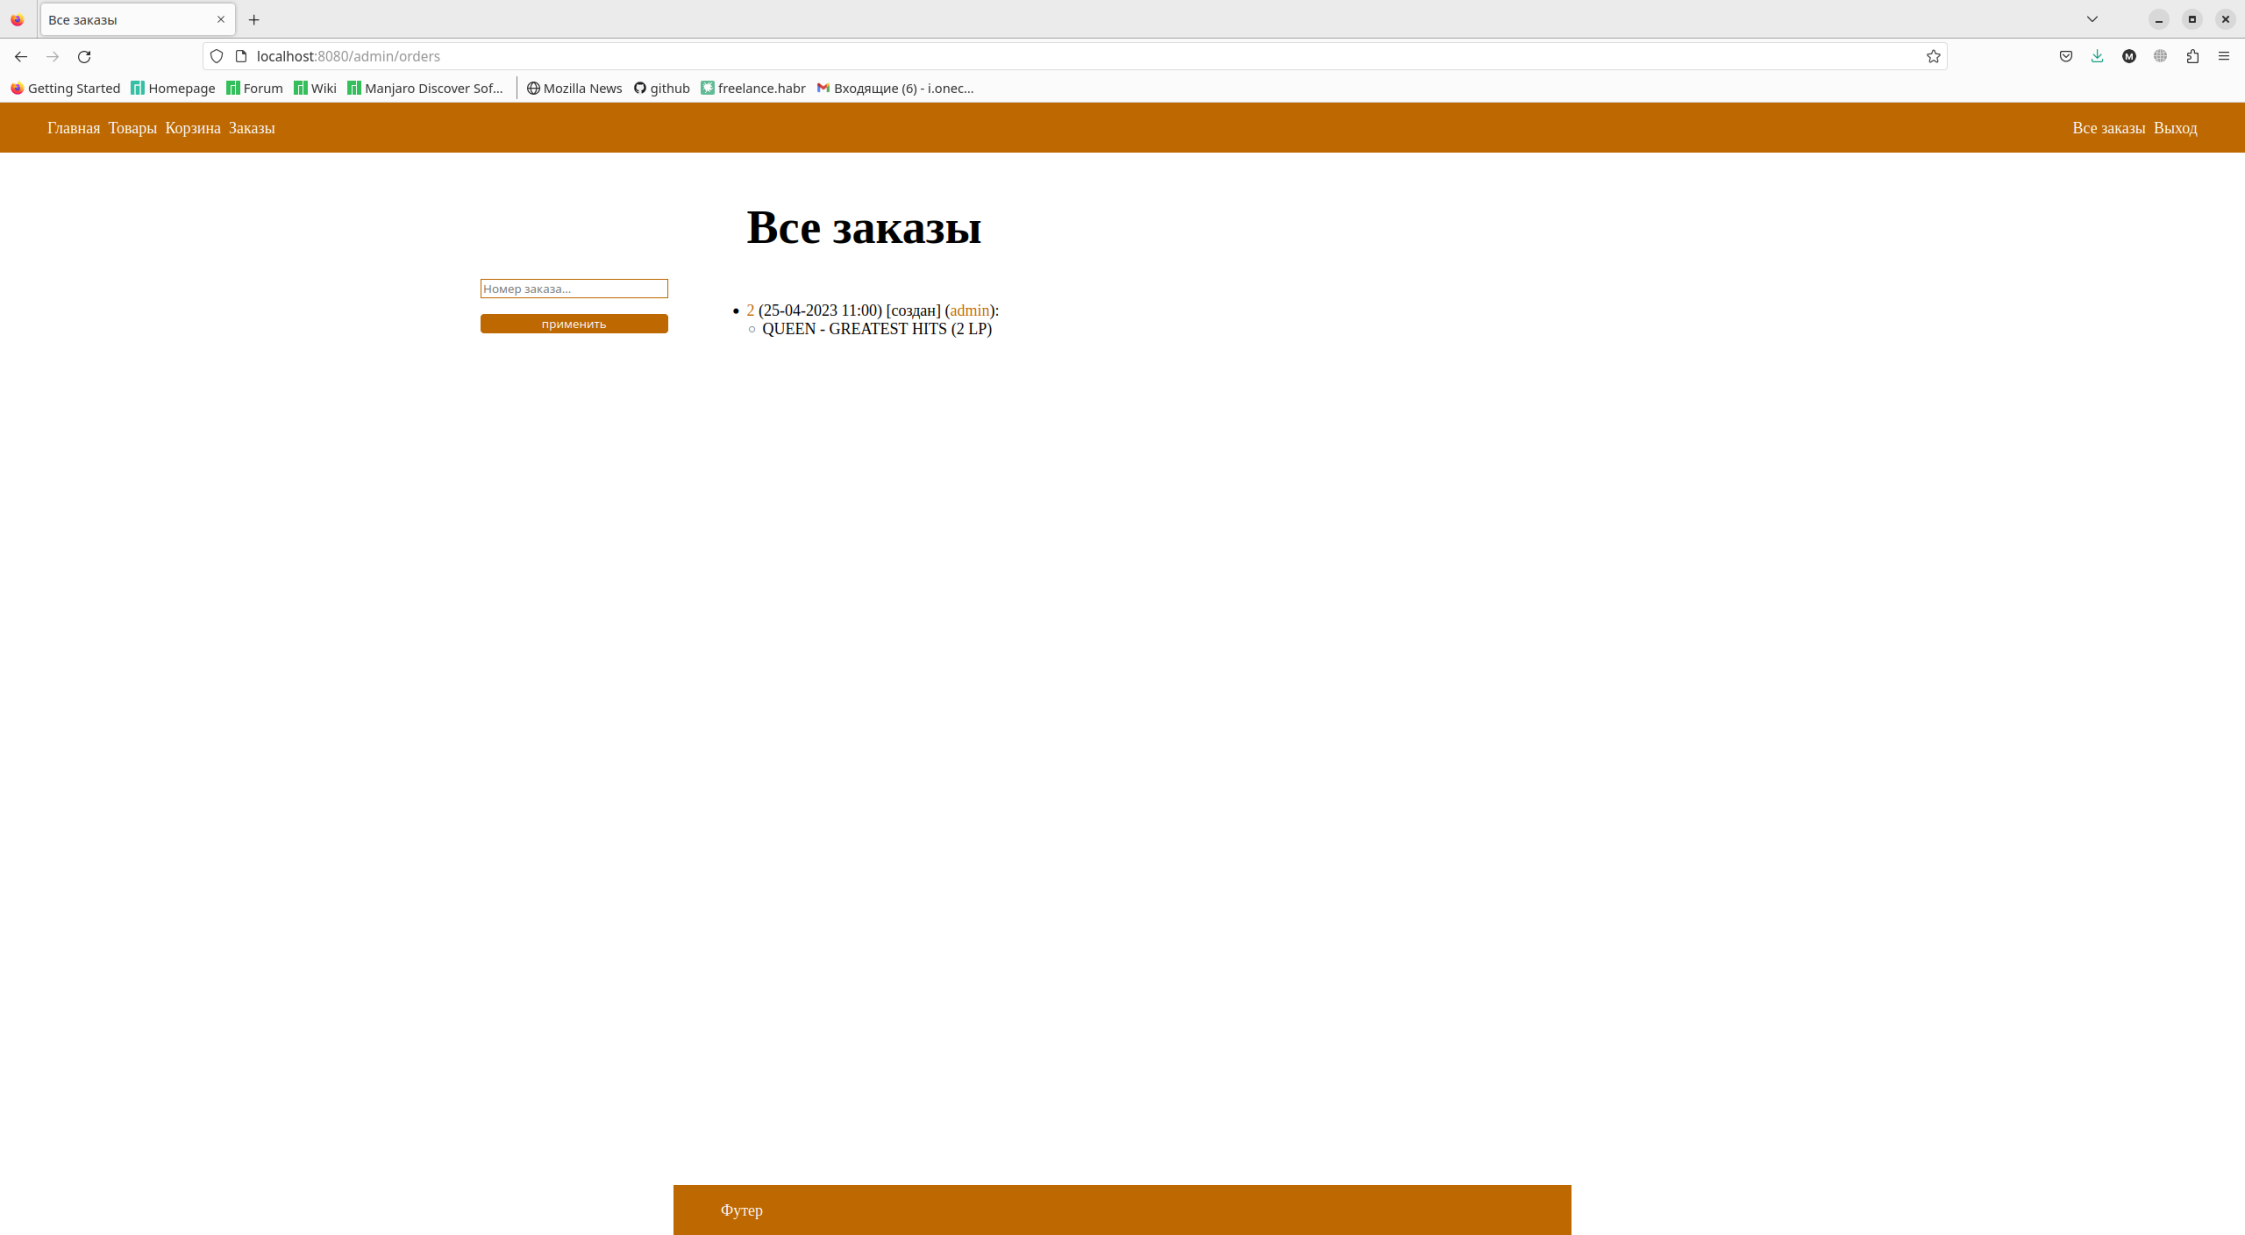 Все заказы
localhost:8080/admin/orders
Getting Started Homepage Forum Wiki Manjaro Discover Sof... Mozilla News github freelance.habr Входящие (6) - i.onec...
Главная Товары Корзина Заказы Все заказы Выход
Все заказы
Номер заказа...
применить
2 (25-04-2023 11:00) [создан] (admin):
QUEEN - GREATEST HITS (2 LP)
Футер